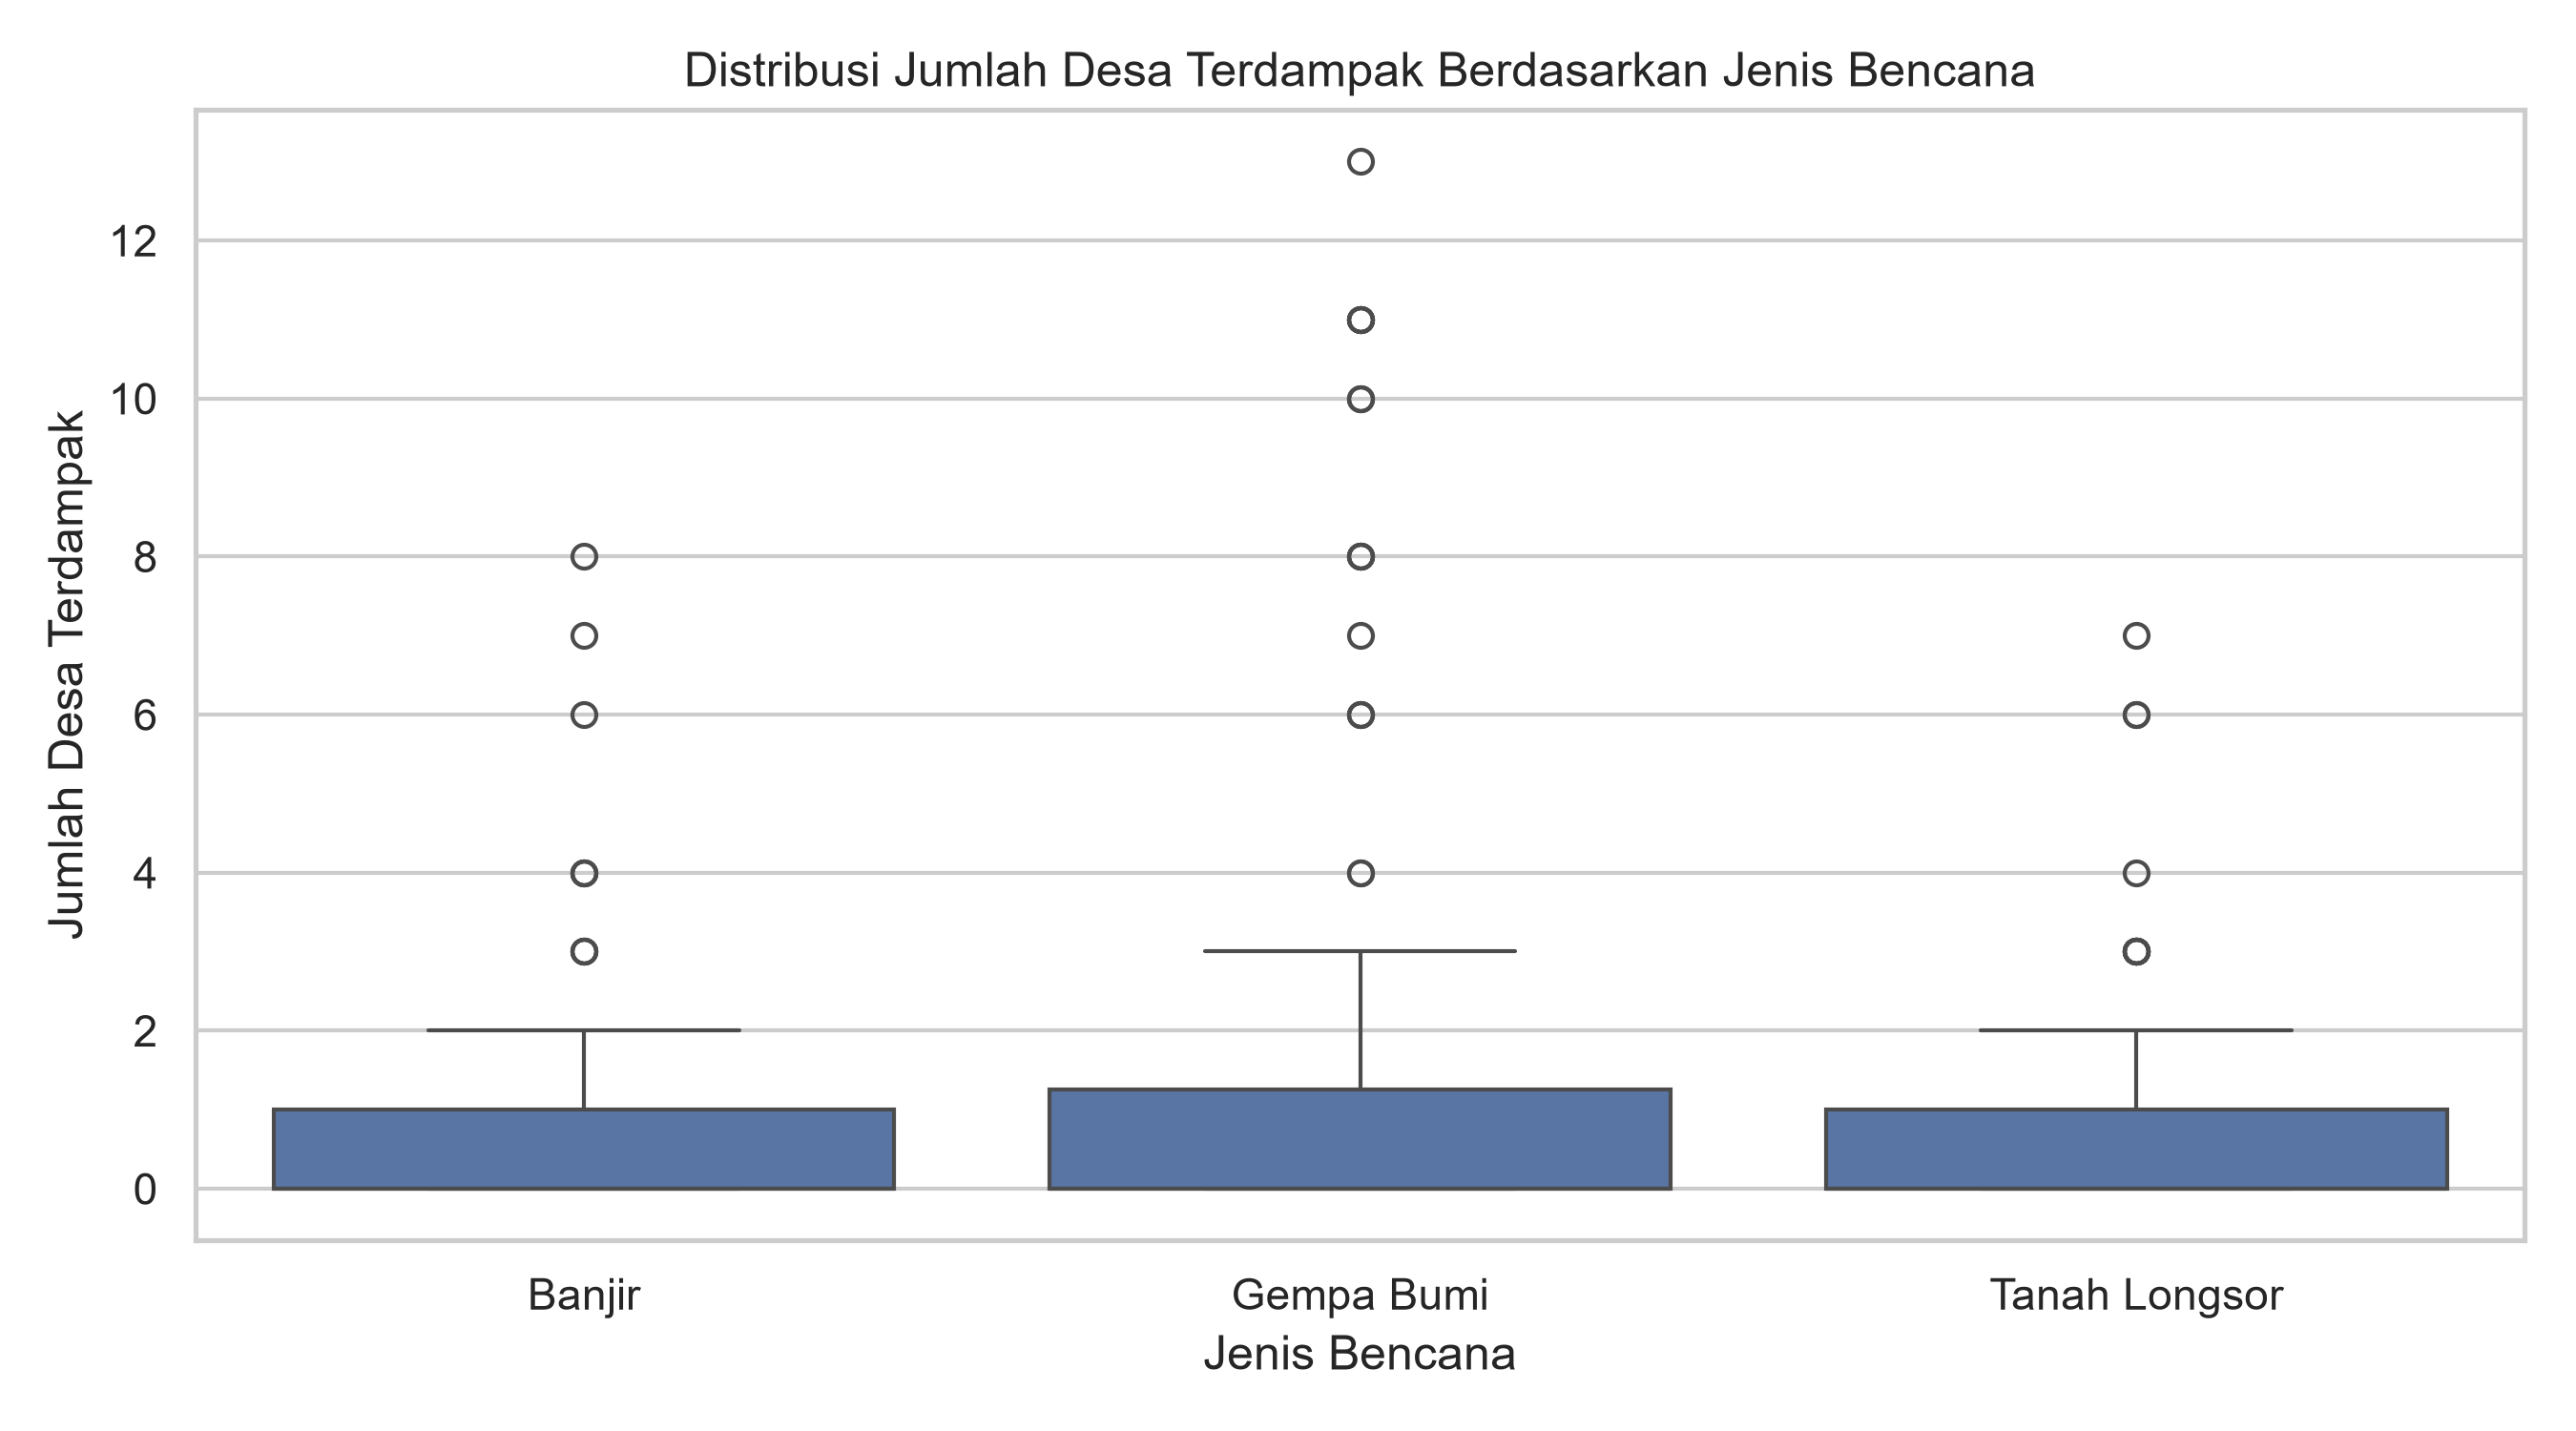 Distribusi Jumlah Desa Terdampak Berdasarkan Jenis Bencana
Jumlah Desa Terdampak
12
10
8
6
4
2
0
Banjir
Gempa Bumi
Tanah Longsor
Jenis Bencana